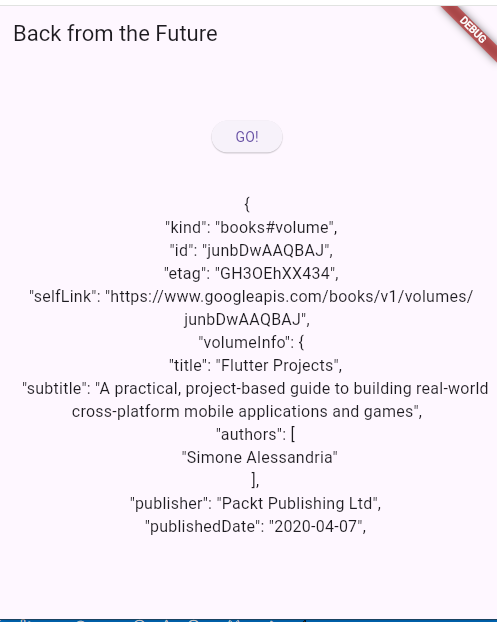 Back from the Future
DEBUG
GO!
{
"kind": "books#volume",
"id": "junbDwAAQBAJ",
"etag": "GH3OEhXX434",
"selfLink": "https://www.googleapis.com/books/v1/volumes/
junbDwAAQBAJ",
"volumeInfo": {
"title": "Flutter Projects",
"subtitle": "A practical, project-based guide to building real-world
cross-platform mobile applications and games",
"authors": [
"Simone Alessandria"
],
"publisher": "Packt Publishing Ltd",
"publishedDate": "2020-04-07",